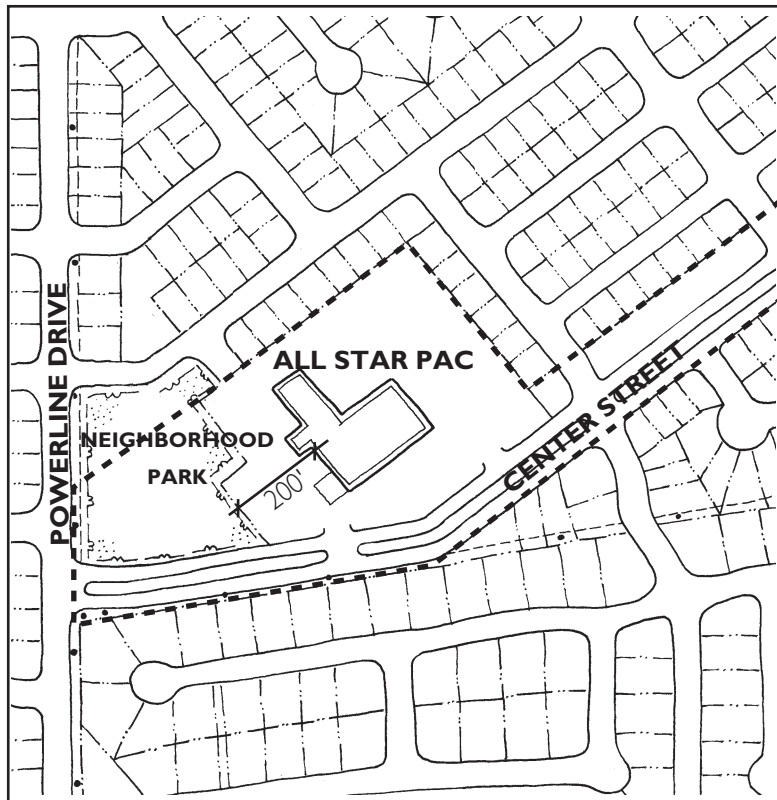 POWERLINE DRIVE
ALL STAR PAC
NEIGHBORHOOD
PARK
200'
CENTER STREET